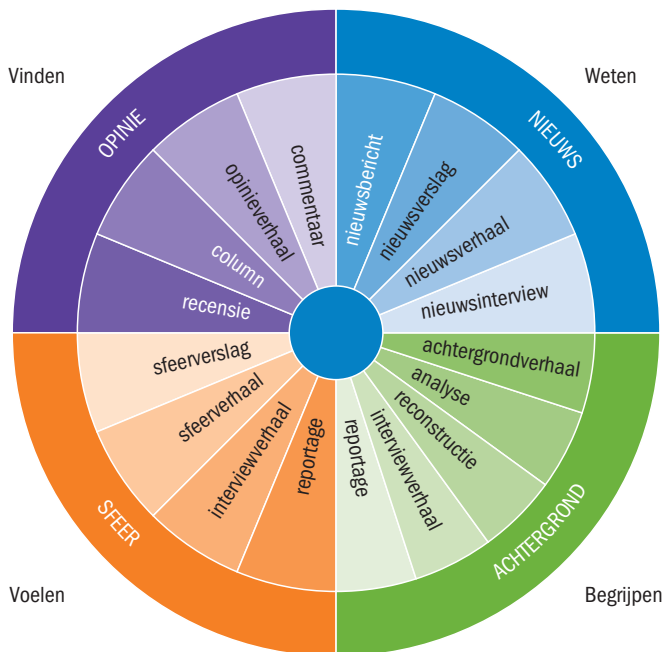 Vinden
Weten
OPINIE
NIEUWS
commentaar
opinieverhaal
column
recensie
nieuwsbericht
nieuwsverslag
nieuwsverhaal
nieuwsinterview
sfeerverslag
sfeerverhaal
interviewverhaal
reportage
achtergrondverhaal
analyse
reconstructie
interviewverhaal
reportage
SFEER
ACHTERGROND
Voelen
Begrijpen